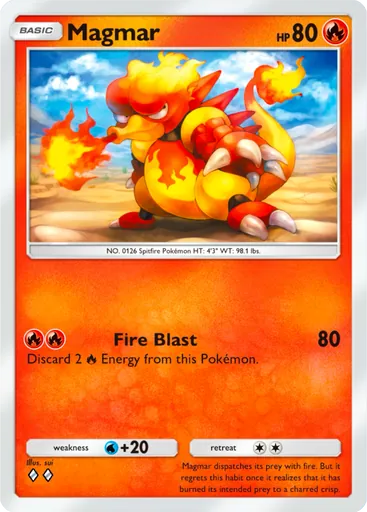 BASIC Magmar HP 80
NO. 0126 Spitfire Pokémon HT: 4'3" WT: 98.1 lbs.
Fire Blast 80
Discard 2 Energy from this Pokémon.
weakness +20 retreat
Illus. sui
Magmar dispatches its prey with fire. But it
regrets this habit once it realizes that it has
burned its intended prey to a charred crisp.